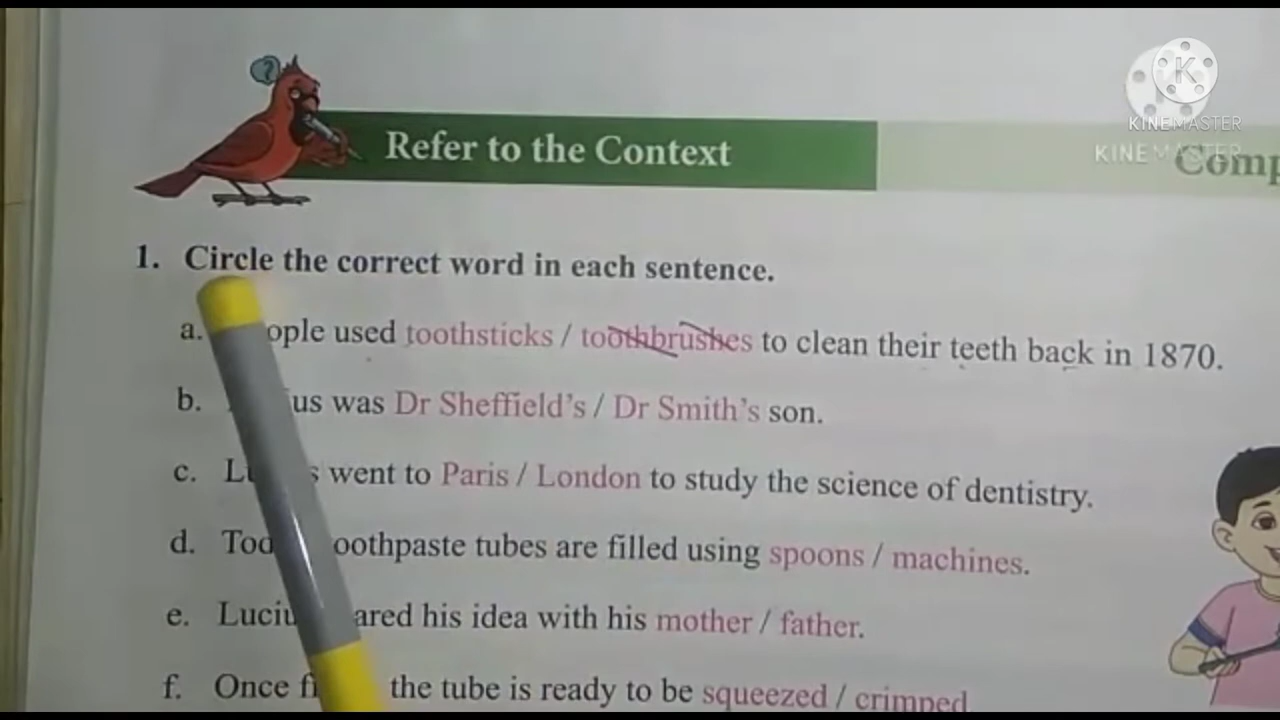 ?
KINEMASTER
KINEMASTER
Refer to the Context
Comp
1. Circle the correct word in each sentence.
a. ople used toothsticks / toothbrushes to clean their teeth back in 1870.
b. us was Dr Sheffield's / Dr Smith's son.
c. L s went to Paris / London to study the science of dentistry.
d. Tod oothpaste tubes are filled using spoons / machines.
e. Luciu ared his idea with his mother / father.
f. Once fi the tube is ready to be squeezed / crimped